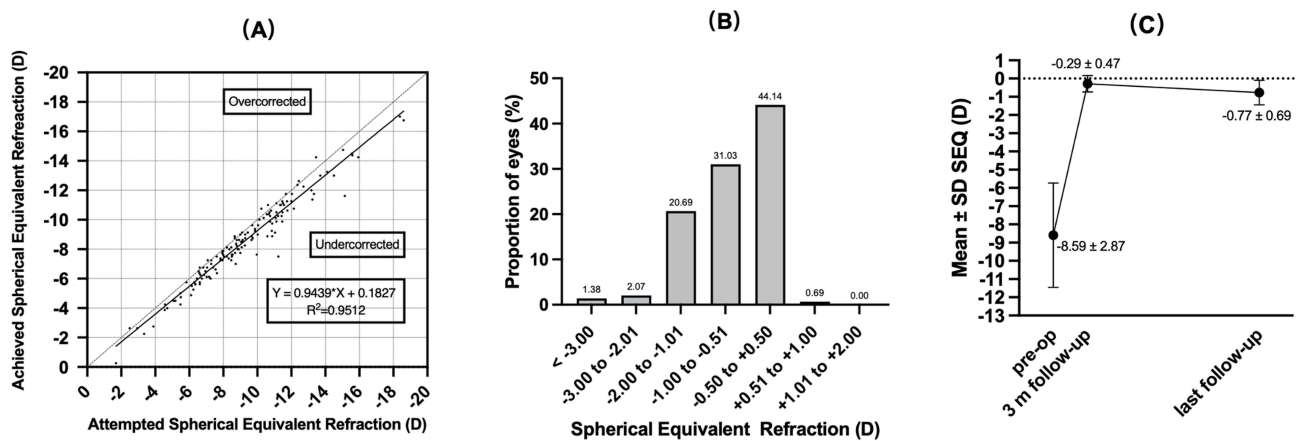 (A)
Achieved Spherical Equivalent Refreaction (D)
-20
-18
-16
-14
-12
-10
-8
-6
-4
-2
0
Overcorrected
Undercorrected
Y = 0.9439*X + 0.1827
R²=0.9512
0
-2
-4
-6
-8
-10
-12
-14
-16
-18
-20
Attempted Spherical Equivalent Refraction (D)
(B)
Proportion of eyes (%)
50
40
30
20
10
0
1.38
2.07
20.69
31.03
44.14
0.69
0.00
< -3.00
-3.00 to -2.01
-2.00 to -1.01
-1.00 to -0.51
-0.50 to +0.50
+0.51 to +1.00
+1.01 to +2.00
Spherical Equivalent Refraction (D)
(C)
Mean ± SD SEQ (D)
1
0
-1
-2
-3
-4
-5
-6
-7
-8
-9
-10
-11
-12
-13
-0.29 ± 0.47
-0.77 ± 0.69
-8.59 ± 2.87
pre-op
3 m follow-up
last follow-up